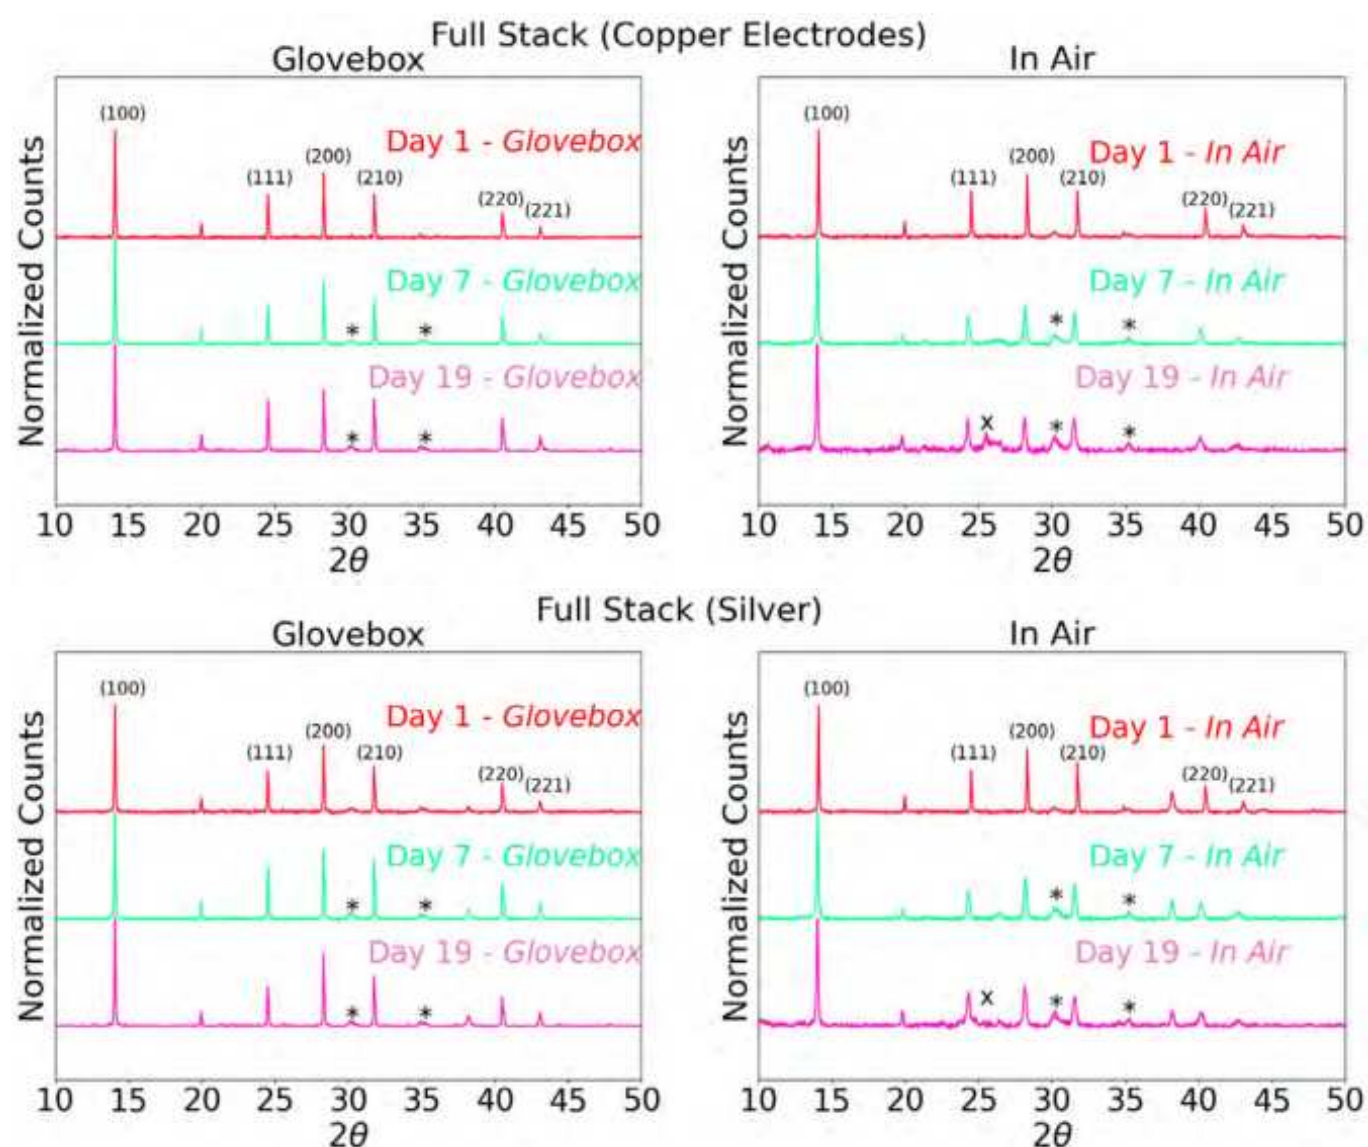 Full Stack (Copper Electrodes)
Glovebox
In Air
Normalized Counts
(100)
(111)
(200)
(210)
(220)
(221)
Day 1 - Glovebox
Day 7 - Glovebox
* *
Day 19 - Glovebox
* *
10 15 20 25 30 35 40 45 50
2θ
Normalized Counts
(100)
(111)
(200)
(210)
(220)
(221)
Day 1 - In Air
Day 7 - In Air
* *
Day 19 - In Air
x * *
10 15 20 25 30 35 40 45 50
2θ
Full Stack (Silver)
Glovebox
In Air
Normalized Counts
(100)
(111)
(200)
(210)
(220)
(221)
Day 1 - Glovebox
Day 7 - Glovebox
* *
Day 19 - Glovebox
* *
10 15 20 25 30 35 40 45 50
2θ
Normalized Counts
(100)
(111)
(200)
(210)
(220)
(221)
Day 1 - In Air
Day 7 - In Air
* *
Day 19 - In Air
x * *
10 15 20 25 30 35 40 45 50
2θ